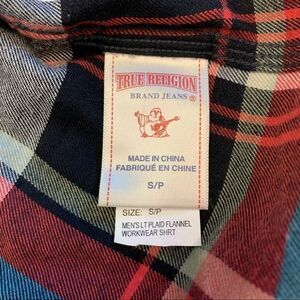 TRUE RELIGION
BRAND JEANS®
MADE IN CHINA
FABRIQUÉ EN CHINE
S/P
SIZE: S/P
MEN'S LT PLAID FLANNEL
WORKWEAR SHRT